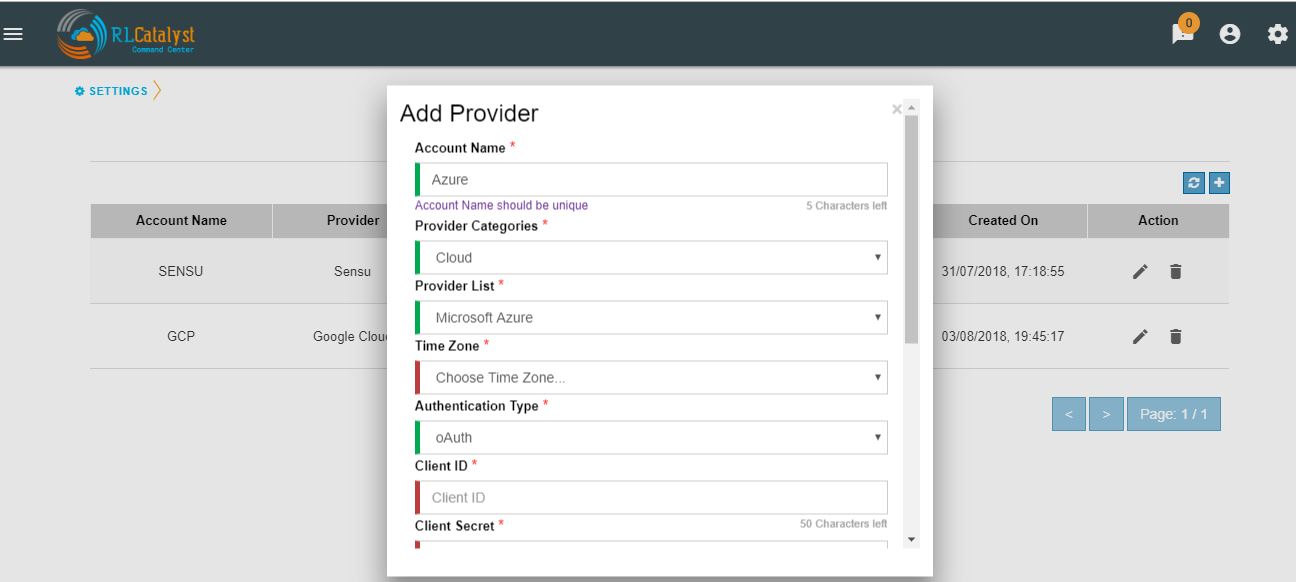 RLCatalyst
Command Center
0
SETTINGS
Add Provider
×
Account Name *
Azure
Account Name should be unique
5 Characters left
Provider Categories *
Cloud
Provider List *
Microsoft Azure
Time Zone *
Choose Time Zone...
Authentication Type *
oAuth
Client ID *
Client ID
50 Characters left
Client Secret *
Account Name Provider Created On Action
SENSU Sensu 31/07/2018, 17:18:55
GCP Google Clou 03/08/2018, 19:45:17
< > Page: 1 / 1